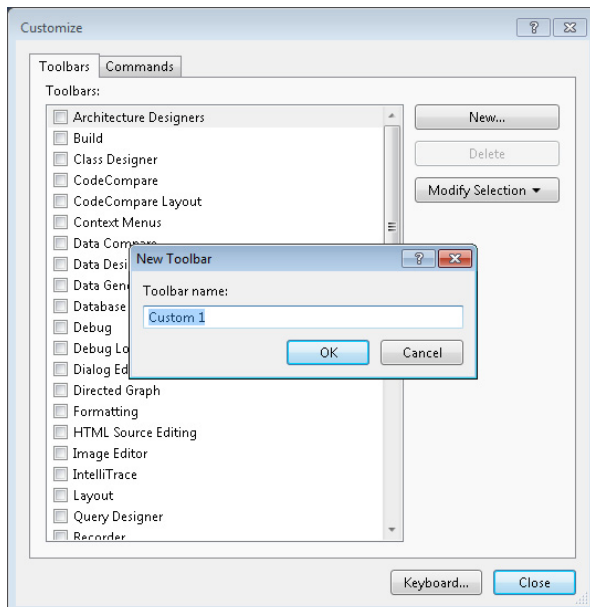 Customize
Toolbars Commands
Toolbars:
Architecture Designers
New...
Build
Delete
Class Designer
CodeCompare
Modify Selection
CodeCompare Layout
Context Menus
Data Compare
New Toolbar
Data Desi
Data Gen
Toolbar name:
Database
Custom 1
Debug
Debug Lo
OK Cancel
Dialog Ed
Directed Graph
Formatting
HTML Source Editing
Image Editor
IntelliTrace
Layout
Query Designer
Recorder
Keyboard... Close